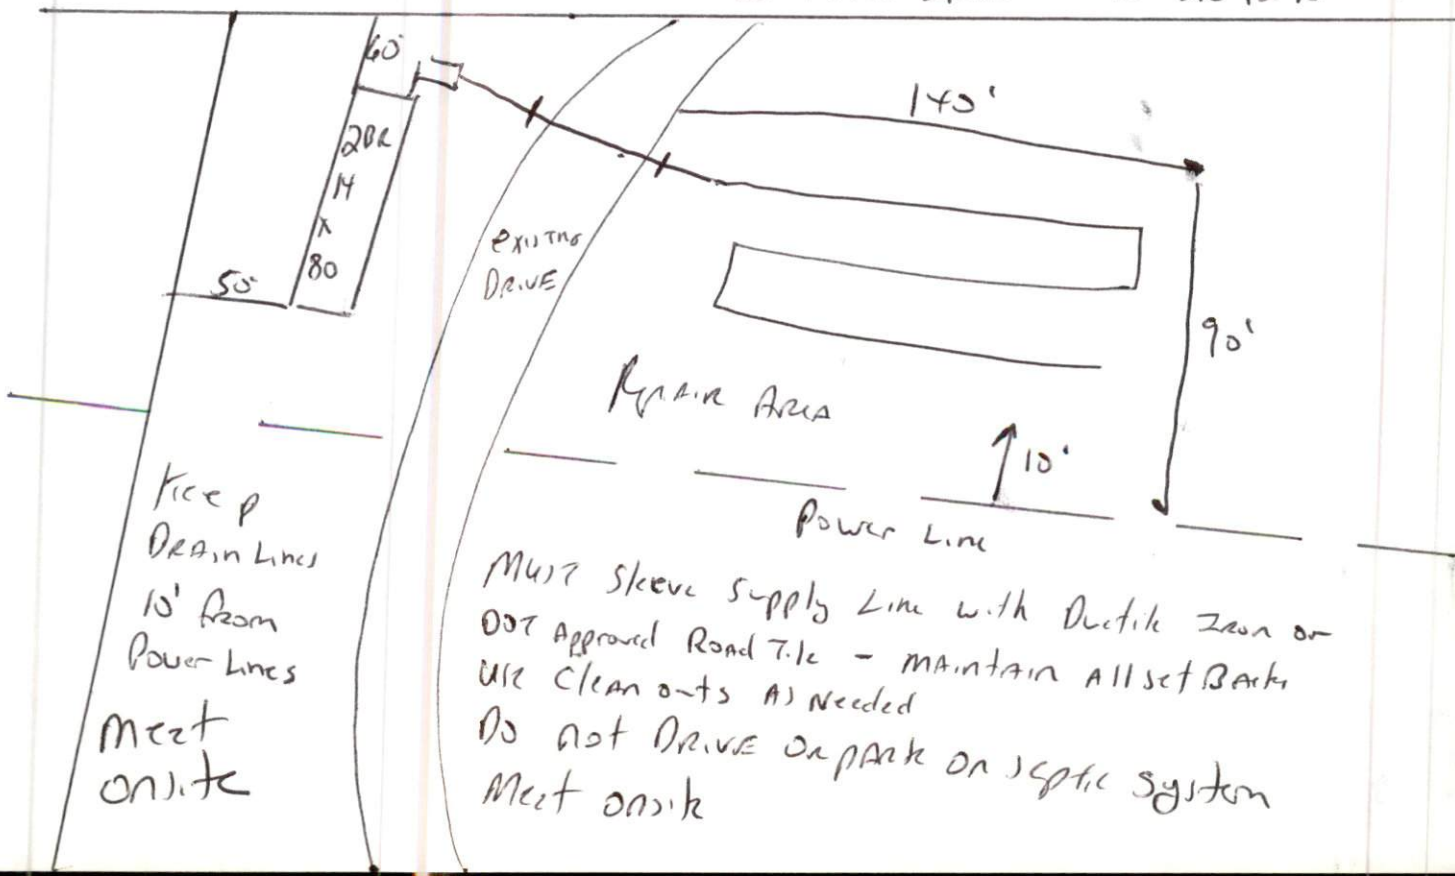 60'
140'
2BR
14
x
80
50'
existing
Drive
90'
Repair Area
10'
Power Line
Keep
Drain Lines
10' from
Power Lines
Meet
onsite
Must Sleeve Supply Line with Ductile Iron or
DOT Approved Road Tile - MAintain All setBacks
Use Clean outs As Needed
Do not Drive or park on septic system
Meet onsite